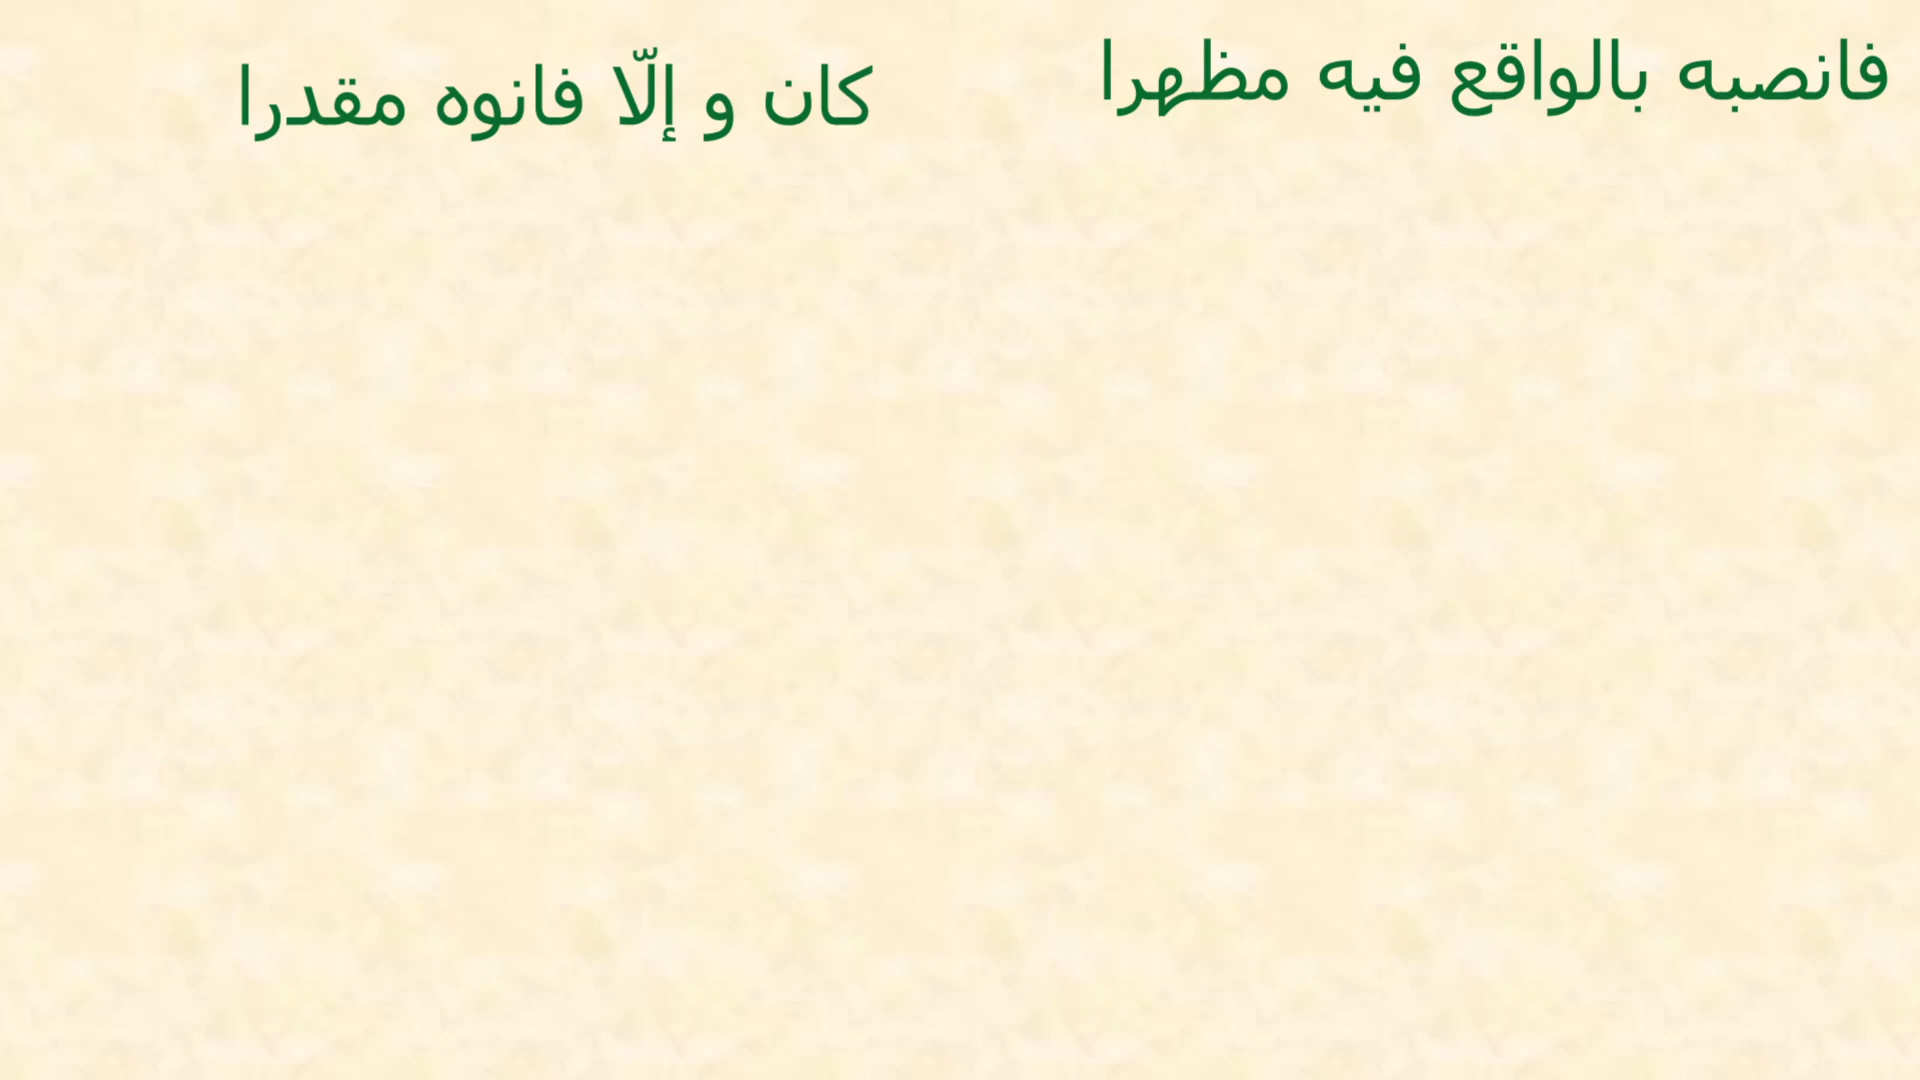 فانصبه بالواقع فيه مظهرا
كان و إلّا فانوه مقدرا